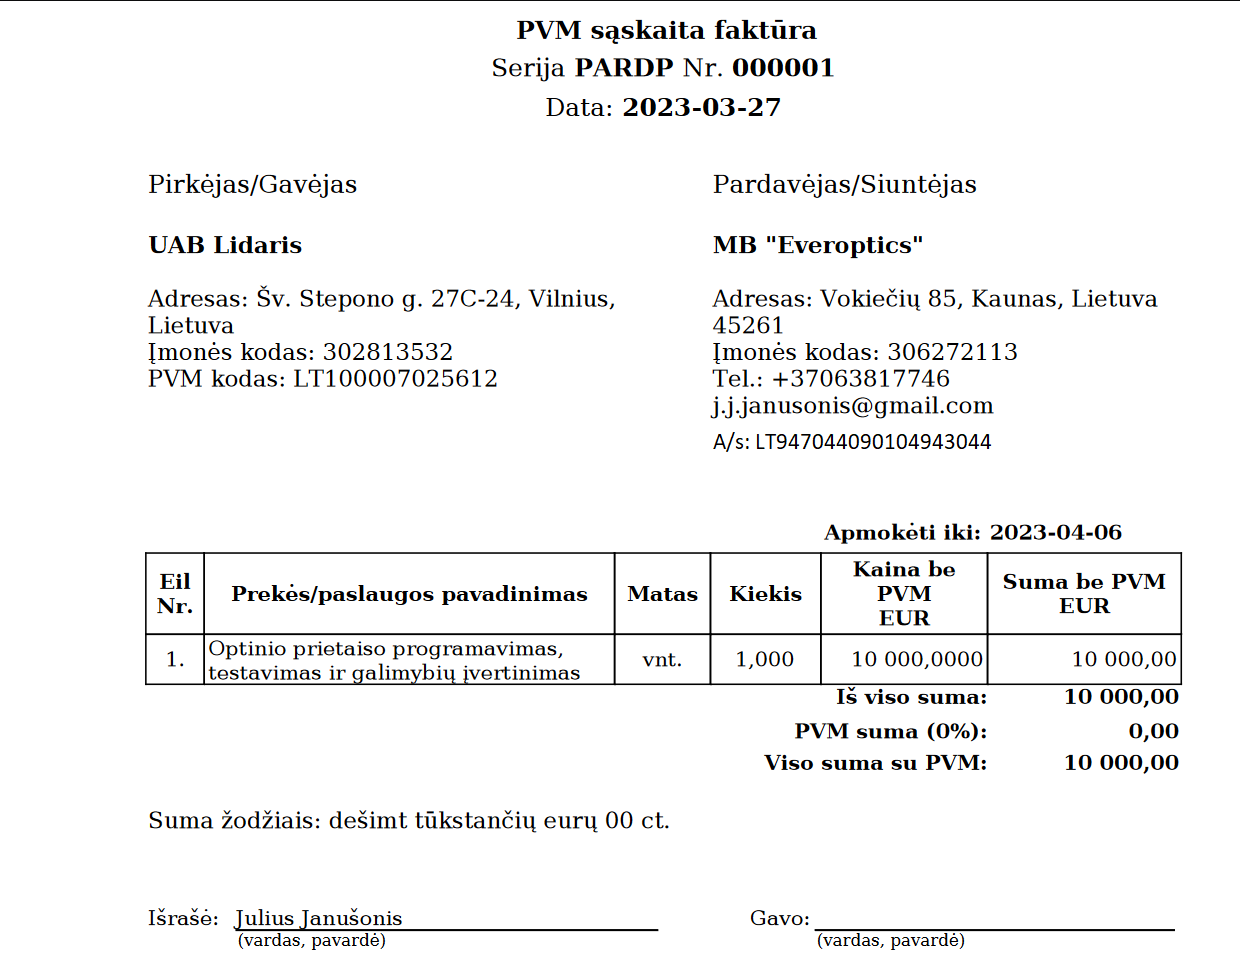 PVM sąskaita faktūra
Serija PARDP Nr. 000001
Data: 2023-03-27
Pirkėjas/Gavėjas
UAB Lidaris
Adresas: Šv. Stepono g. 27C-24, Vilnius,
Lietuva
Įmonės kodas: 302813532
PVM kodas: LT100007025612
Pardavėjas/Siuntėjas
MB "Everoptics"
Adresas: Vokiečių 85, Kaunas, Lietuva
45261
Įmonės kodas: 306272113
Tel.: +37063817746
j.j.janusonis@gmail.com
A/s: LT947044090104943044
Apmokėti iki: 2023-04-06
Eil Nr. Prekės/paslaugos pavadinimas Matas Kiekis Kaina be PVM EUR Suma be PVM EUR
1. Optinio prietaiso programavimas, testavimas ir galimybių įvertinimas vnt. 1,000 10 000,0000 10 000,00
Iš viso suma: 10 000,00
PVM suma (0%): 0,00
Viso suma su PVM: 10 000,00
Suma žodžiais: dešimt tūkstančių eurų 00 ct.
Išrašė: Julius Janušonis
(vardas, pavardė)
Gavo:
(vardas, pavardė)